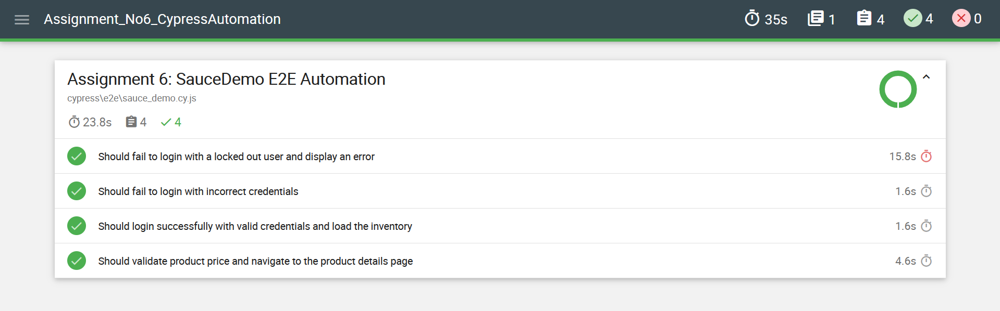 Assignment_No6_CypressAutomation
35s 1 4 4 0
Assignment 6: SauceDemo E2E Automation
cypress\e2e\sauce_demo.cy.js
23.8s 4 4
Should fail to login with a locked out user and display an error 15.8s
Should fail to login with incorrect credentials 1.6s
Should login successfully with valid credentials and load the inventory 1.6s
Should validate product price and navigate to the product details page 4.6s